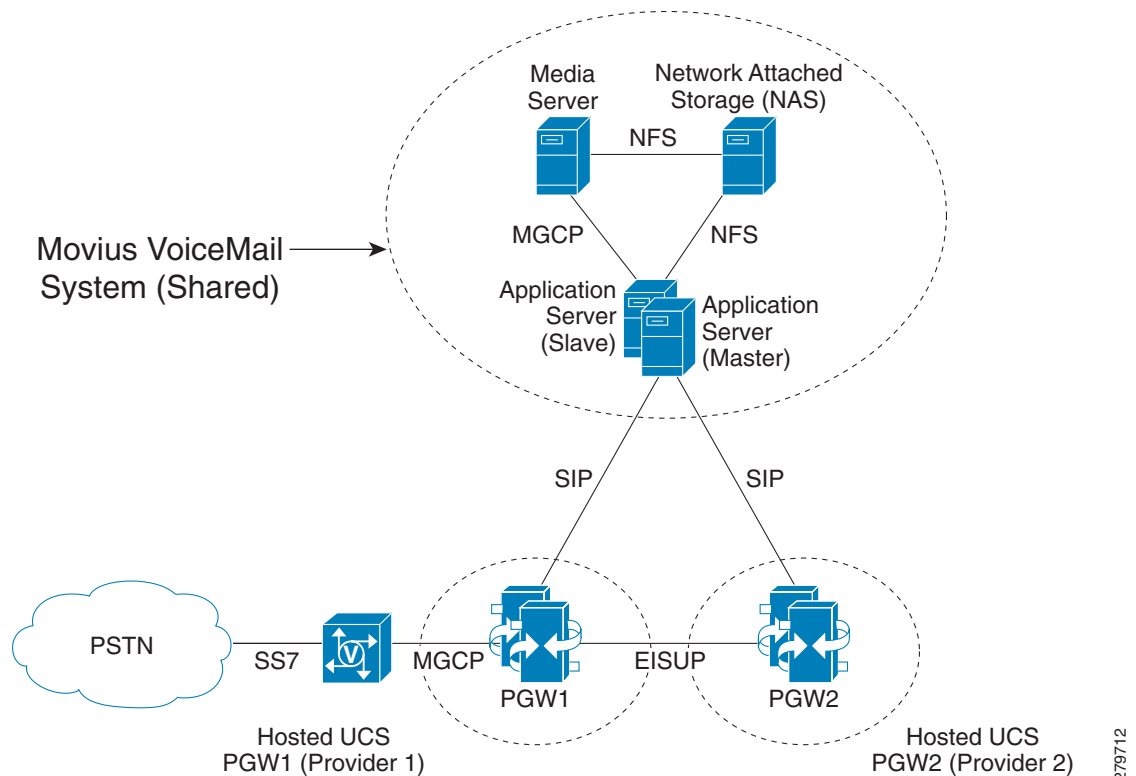 Media
Server
Network Attached
Storage (NAS)
NFS
MGCP
NFS
Movius VoiceMail
System (Shared)
Application
Server
(Slave)
Application
Server
(Master)
SIP
SIP
PSTN
SS7
V
MGCP
EISUP
PGW1
PGW2
Hosted UCS
PGW1 (Provider 1)
Hosted UCS
PGW2 (Provider 2)
279712